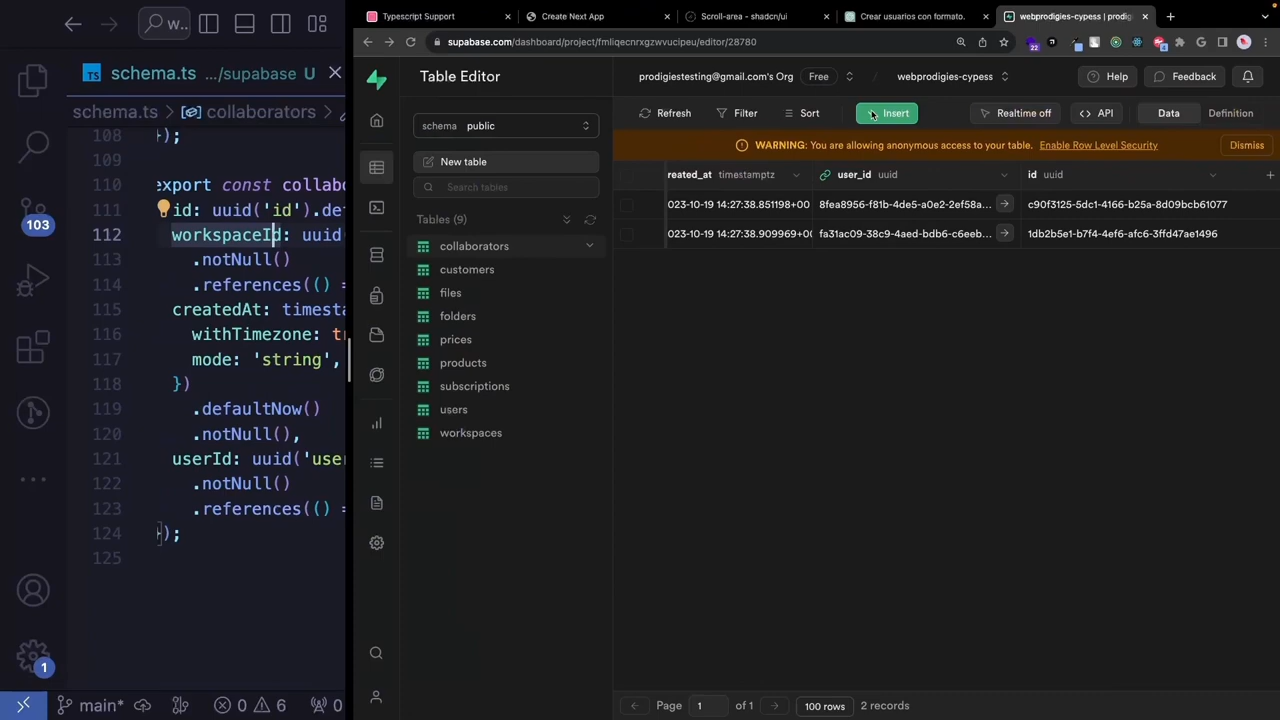 w..
Typescript Support
Create Next App
Scroll-area - shadcn/ui
Crear usuarios con formato.
webprodigies-cypess | prodig
supabase.com/dashboard/project/fmliqecnrxgzwvucipeu/editor/28780
22
4
TS schema.ts .../supabase U
schema.ts > collaborators
108 });
109
110 export const collab
111 id: uuid('id').de
112 workspaceId: uuid
113 .notNull()
114 .references(() =
115 createdAt: timesta
116 withTimezone: t
117 mode: 'string',
118 })
119 .defaultNow()
120 .notNull(),
121 userId: uuid('use
122 .notNull()
123 .references(() =
124 });
125
103
1
main*
0
6
0
Table Editor
schema public
New table
Search tables
Tables (9)
collaborators
customers
files
folders
prices
products
subscriptions
users
workspaces
prodigiestesting@gmail.com's Org Free / webprodigies-cypess
Help
Feedback
Refresh
Filter
Sort
Insert
Realtime off
<> API
Data
Definition
WARNING: You are allowing anonymous access to your table. Enable Row Level Security
Dismiss
reated_at timestamptz
user_id uuid
id uuid
023-10-19 14:27:38.851198+00 8fea8956-f81b-4de5-a0e2-2ef58a... c90f3125-5dc1-4166-b25a-8d09bcb61077
023-10-19 14:27:38.909969+00 fa31ac09-38c9-4aed-bdb6-c6eeb... 1db2b5e1-b7f4-4ef6-afc6-3ffd47ae1496
Page 1 of 1
100 rows
2 records